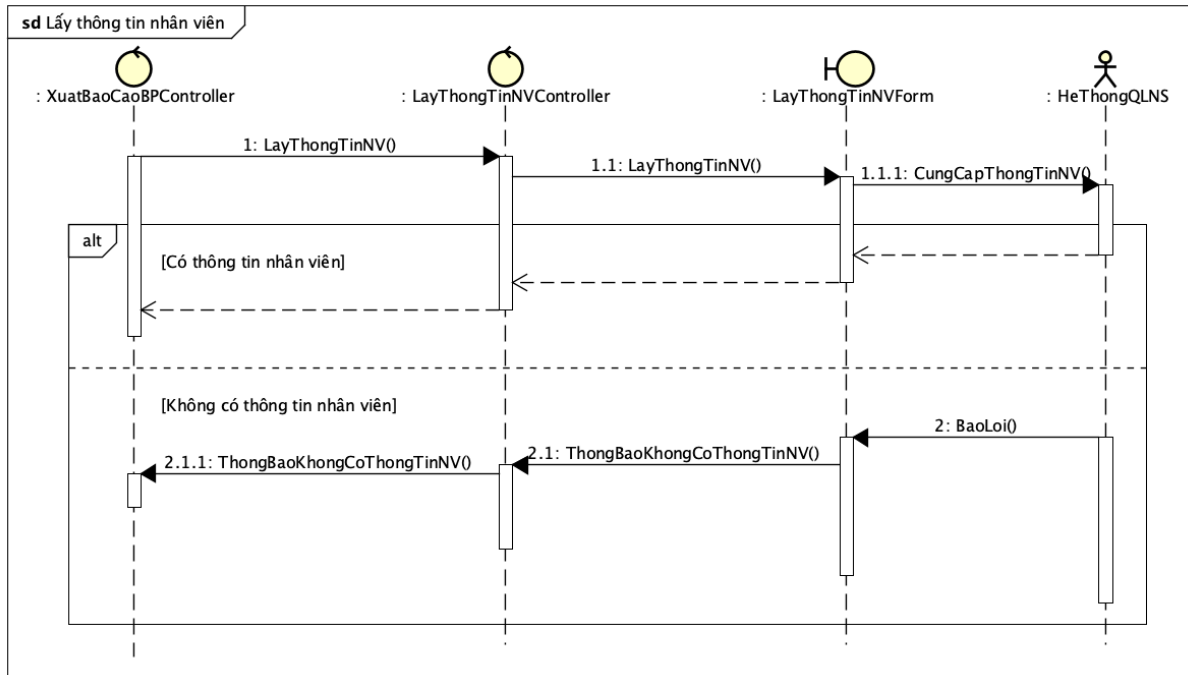 sd Lấy thông tin nhân viên
: XuatBaoCaoBPController
: LayThongTinNVController
: LayThongTinNVForm
: HeThongQLNS
1: LayThongTinNV()
1.1: LayThongTinNV()
1.1.1: CungCapThongTinNV()
alt
[Có thông tin nhân viên]
[Không có thông tin nhân viên]
2: BaoLoi()
2.1: ThongBaoKhongCoThongTinNV()
2.1.1: ThongBaoKhongCoThongTinNV()